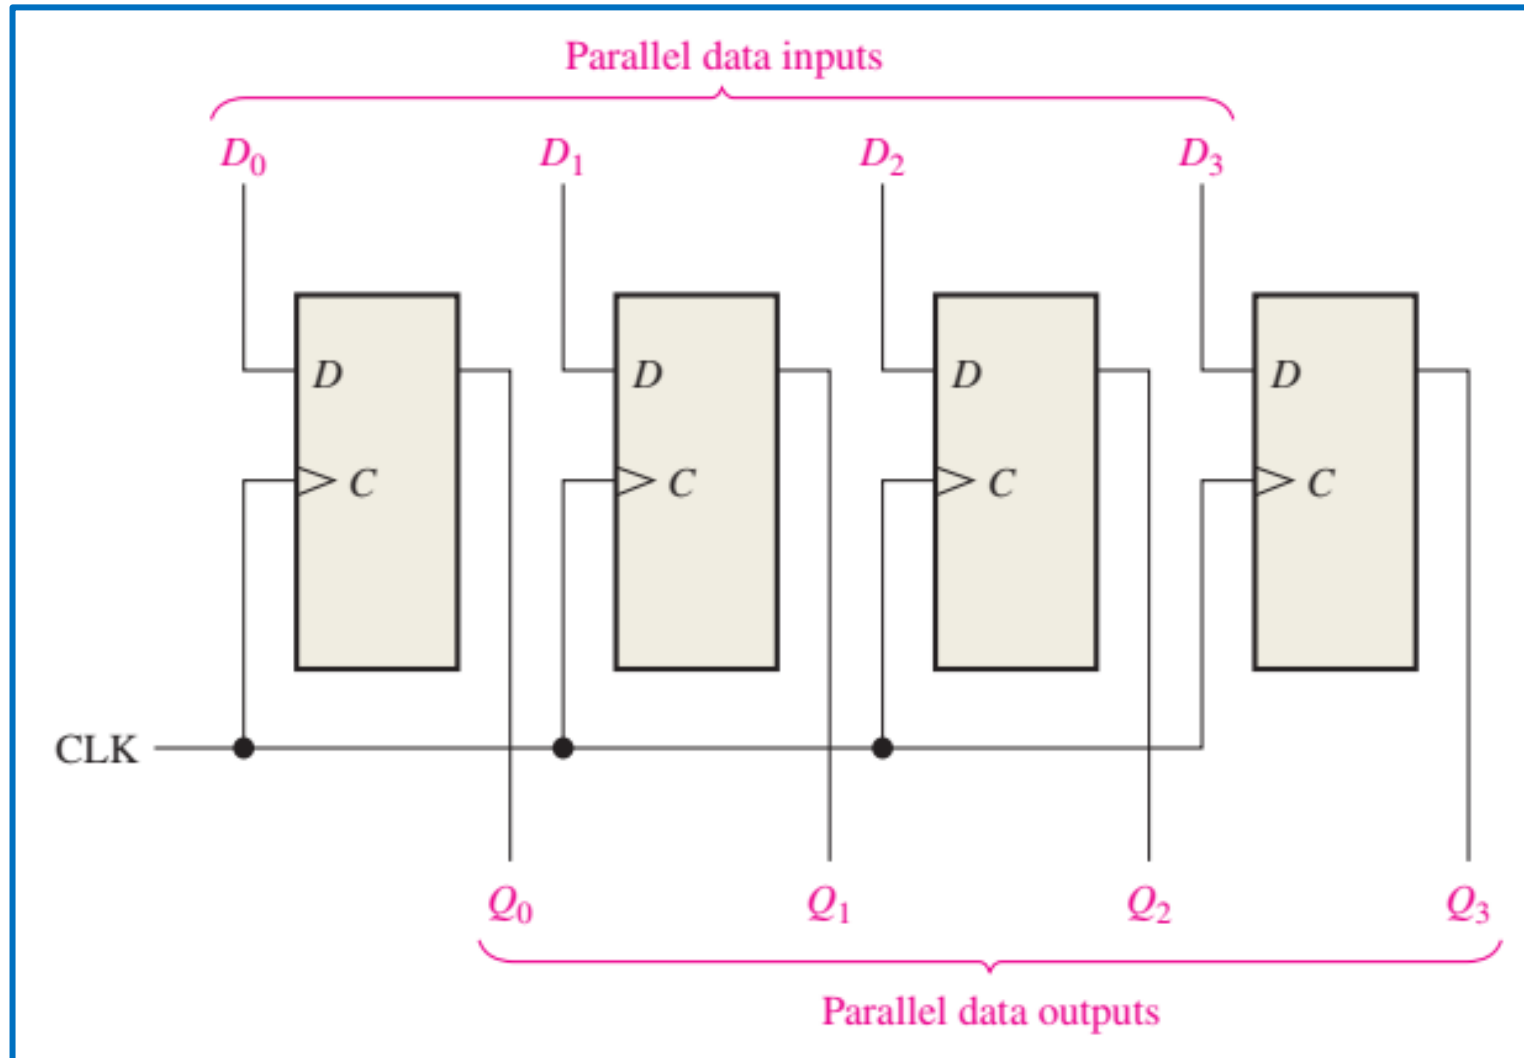 Parallel data inputs
D0 D1 D2 D3
D D D D
C C C C
CLK
Q0 Q1 Q2 Q3
Parallel data outputs